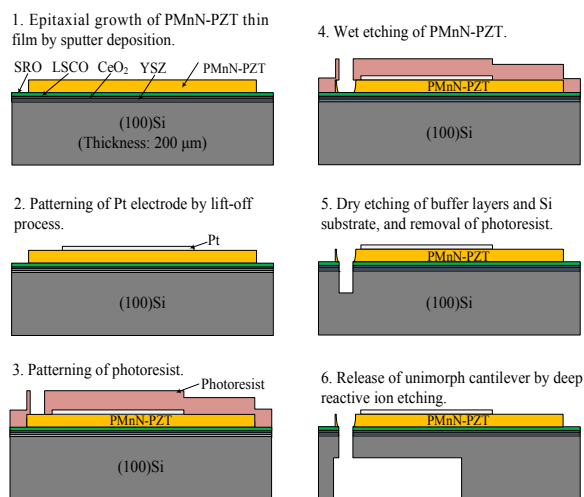 1. Epitaxial growth of PMnN-PZT thin
film by sputter deposition.
SRO LSCO CeO₂ YSZ PMnN-PZT
(100)Si
(Thickness: 200 μm)
2. Patterning of Pt electrode by lift-off
process.
Pt
(100)Si
3. Patterning of photoresist.
Photoresist
PMnN-PZT
(100)Si
4. Wet etching of PMnN-PZT.
PMnN-PZT
(100)Si
5. Dry etching of buffer layers and Si
substrate, and removal of photoresist.
PMnN-PZT
(100)Si
6. Release of unimorph cantilever by deep
reactive ion etching.
PMnN-PZT